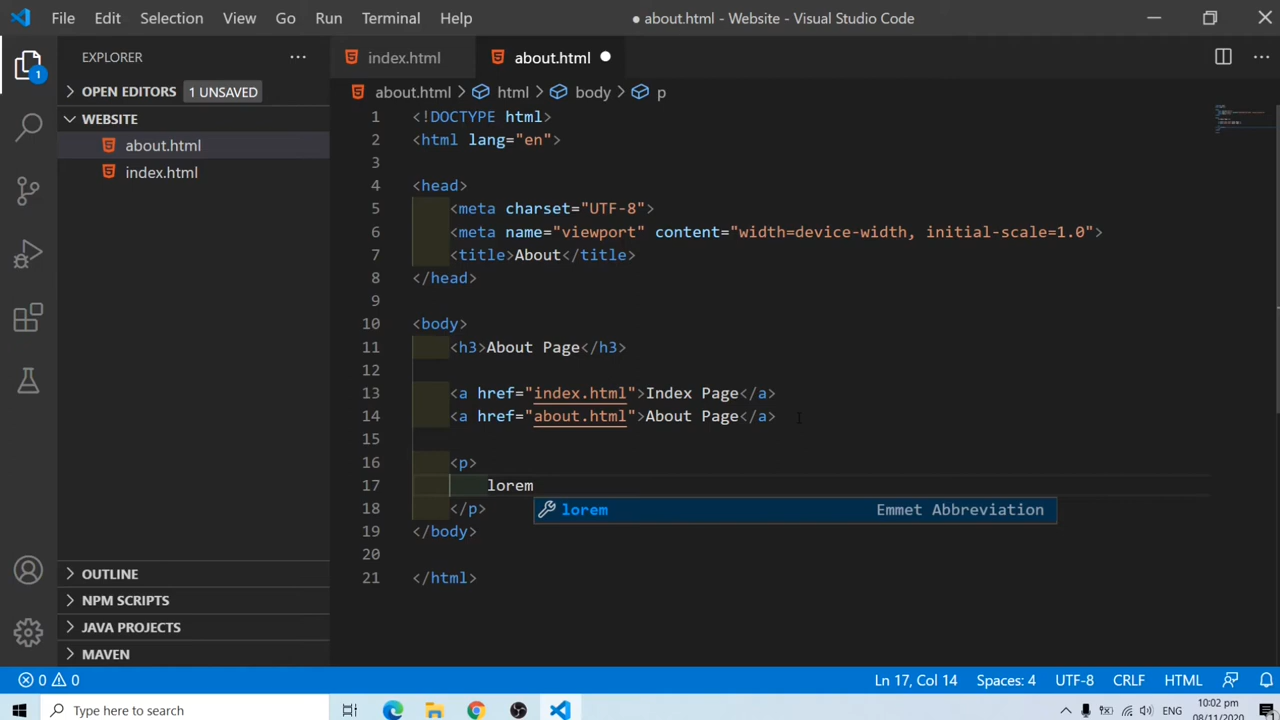 File Edit Selection View Go Run Terminal Help ● about.html - Website - Visual Studio Code
EXPLORER ···
index.html about.html
1
OPEN EDITORS 1 UNSAVED
about.html > html > body > p
WEBSITE
about.html
index.html
1 <!DOCTYPE html>
2 <html lang="en">
3
4 <head>
5 <meta charset="UTF-8">
6 <meta name="viewport" content="width=device-width, initial-scale=1.0">
7 <title>About</title>
8 </head>
9
10 <body>
11 <h3>About Page</h3>
12
13 <a href="index.html">Index Page</a>
14 <a href="about.html">About Page</a>
15
16 <p>
17 lorem
lorem Emmet Abbreviation
18 </p>
19 </body>
20
21 </html>
OUTLINE
NPM SCRIPTS
JAVA PROJECTS
MAVEN
0 0 Ln 17, Col 14 Spaces: 4 UTF-8 CRLF HTML
Type here to search
ENG
10:02 pm
08/11/2020